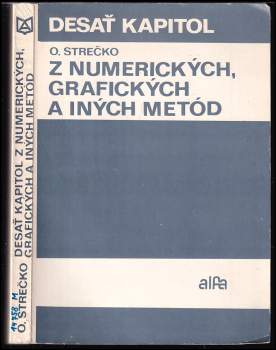 DESAŤ KAPITOL
O. STREČKO
Z NUMERICKÝCH,
GRAFICKÝCH
A INÝCH METÓD
alfa
O. STREČKO
DESAŤ KAPITOL Z NUMERICKÝCH,
GRAFICKÝCH A INÝCH METÓD